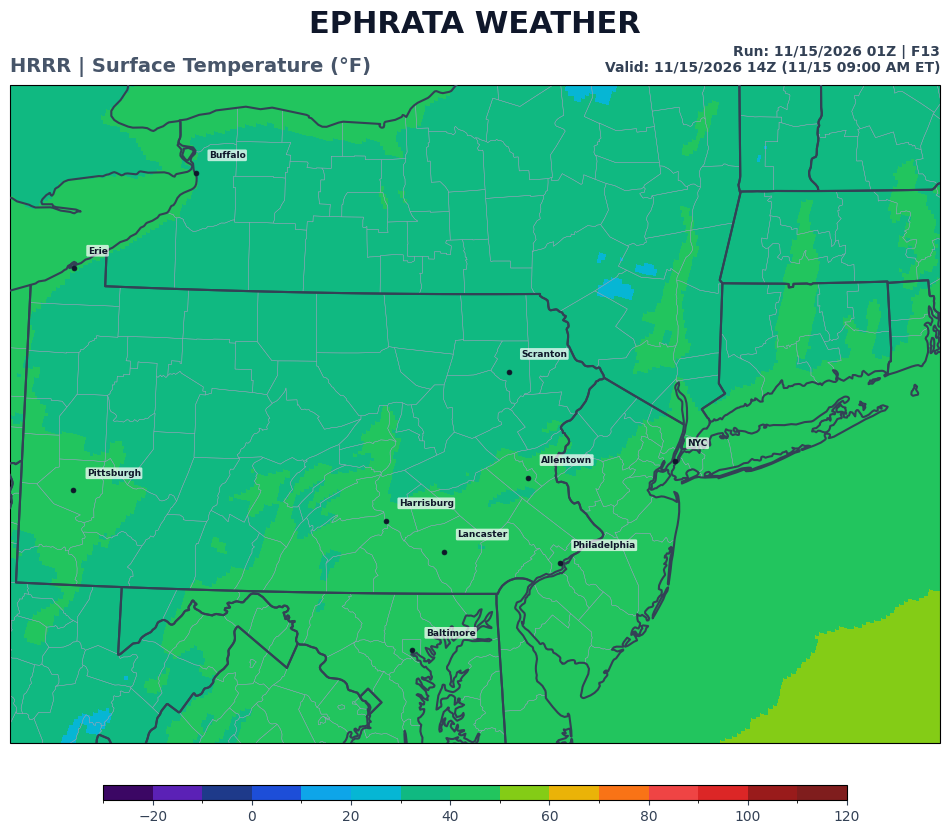 EPHRATA WEATHER
HRRR | Surface Temperature (°F)
Run: 11/15/2026 01Z | F13
Valid: 11/15/2026 14Z (11/15 09:00 AM ET)
Buffalo
Erie
Scranton
NYC
Allentown
Pittsburgh
Harrisburg
Lancaster
Philadelphia
Baltimore
−20 0 20 40 60 80 100 120